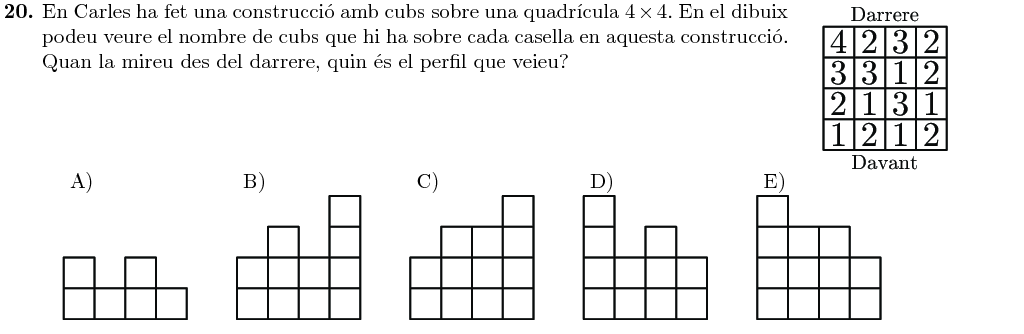 20. En Carles ha fet una construcció amb cubs sobre una quadrícula 4 × 4. En el dibuix
podeu veure el nombre de cubs que hi ha sobre cada casella en aquesta construcció.
Quan la mireu des del darrere, quin és el perfil que veieu?
Darrere
4 2 3 2
3 3 1 2
2 1 3 1
1 2 1 2
Davant
A) B) C) D) E)